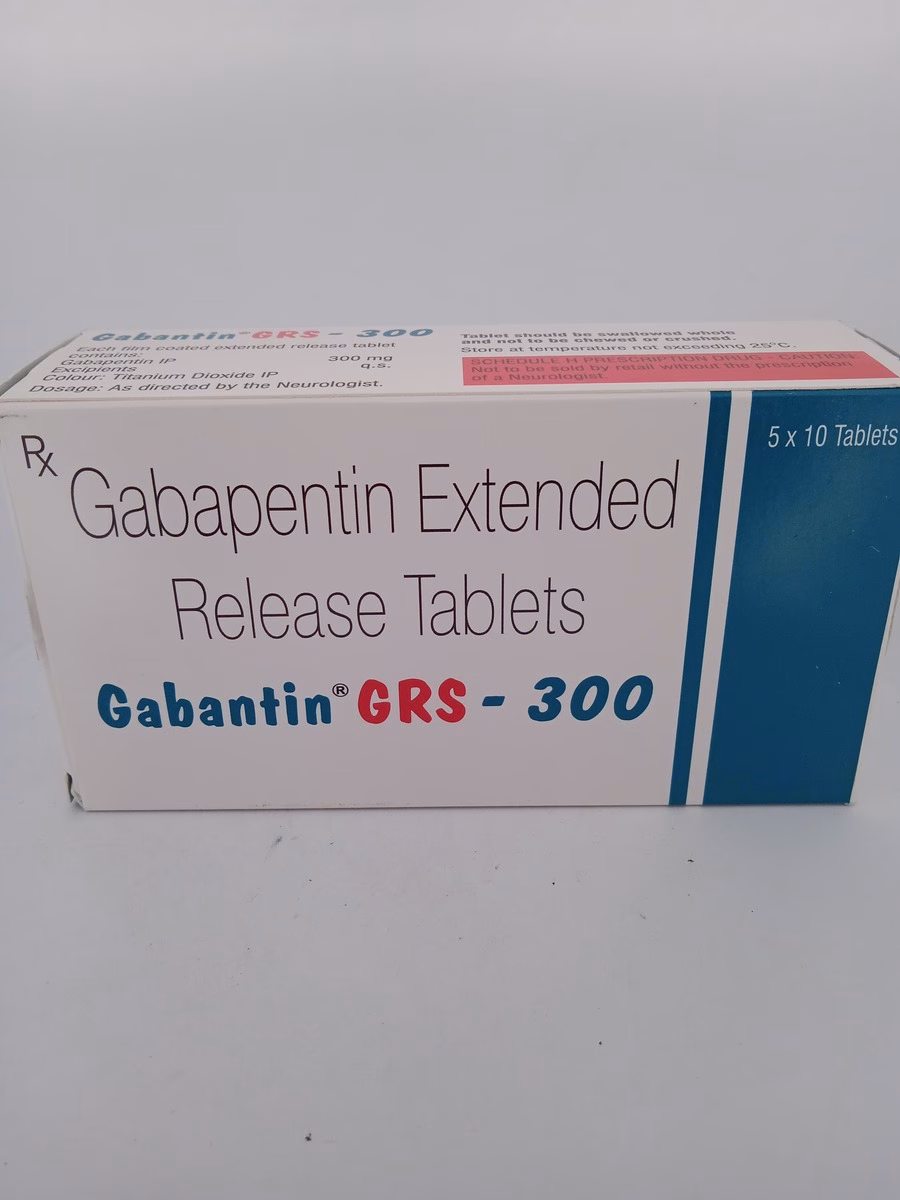 Gabantin® GRS - 300
Each film coated extended release tablet
contains:
Gabapentin IP 300 mg
Excipients q.s.
Colour: Titanium Dioxide IP
Dosage: As directed by the Neurologist.
Tablet should be swallowed whole
and not to be chewed or crushed.
Store at temperature not exceeding 25°C.
SCHEDULE H PRESCRIPTION DRUG - CAUTION
Not to be sold by retail without the prescription
of a Neurologist.
Rx
5 x 10 Tablets
Gabapentin Extended
Release Tablets
Gabantin® GRS - 300